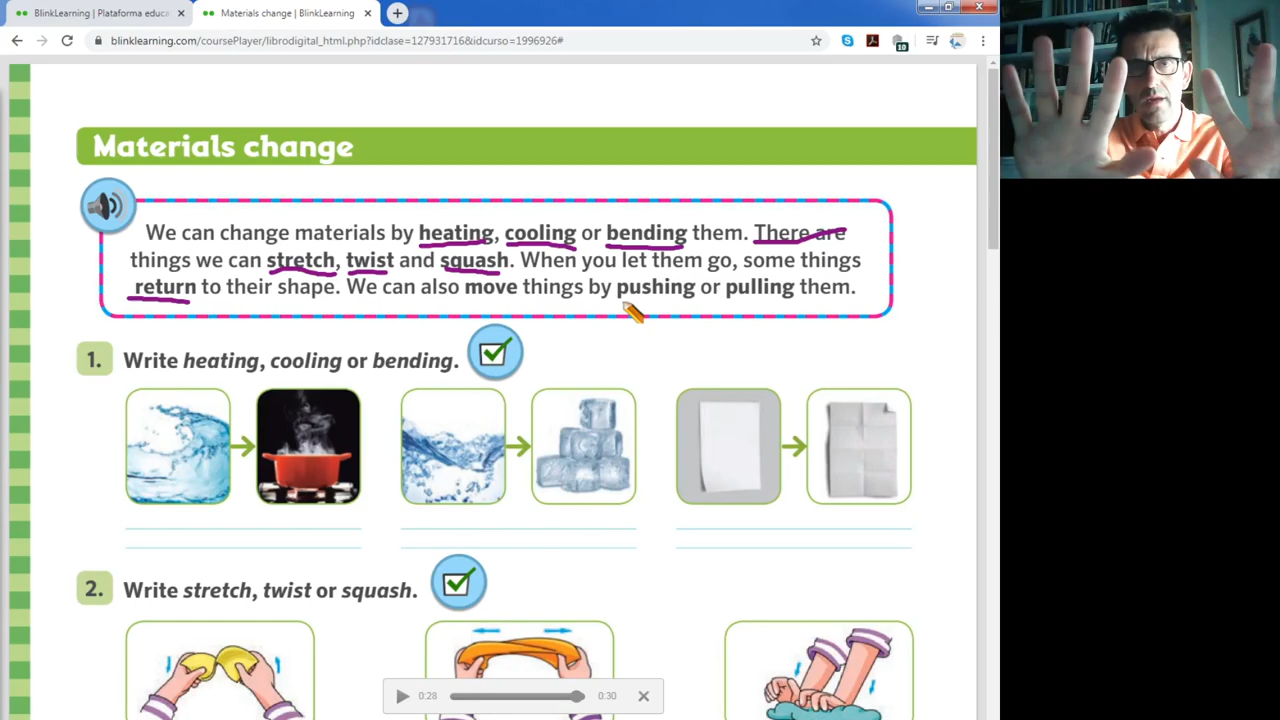 BlinkLearning | Plataforma educa
Materials change | BlinkLearning
blinklearning.com/coursePlayer/librodigital_html.php?idclase=127931716&idcurso=1996926#
10
Materials change
We can change materials by heating, cooling or bending them. There are
things we can stretch, twist and squash. When you let them go, some things
return to their shape. We can also move things by pushing or pulling them.
1. Write heating, cooling or bending.
2. Write stretch, twist or squash.
0:28 0:30